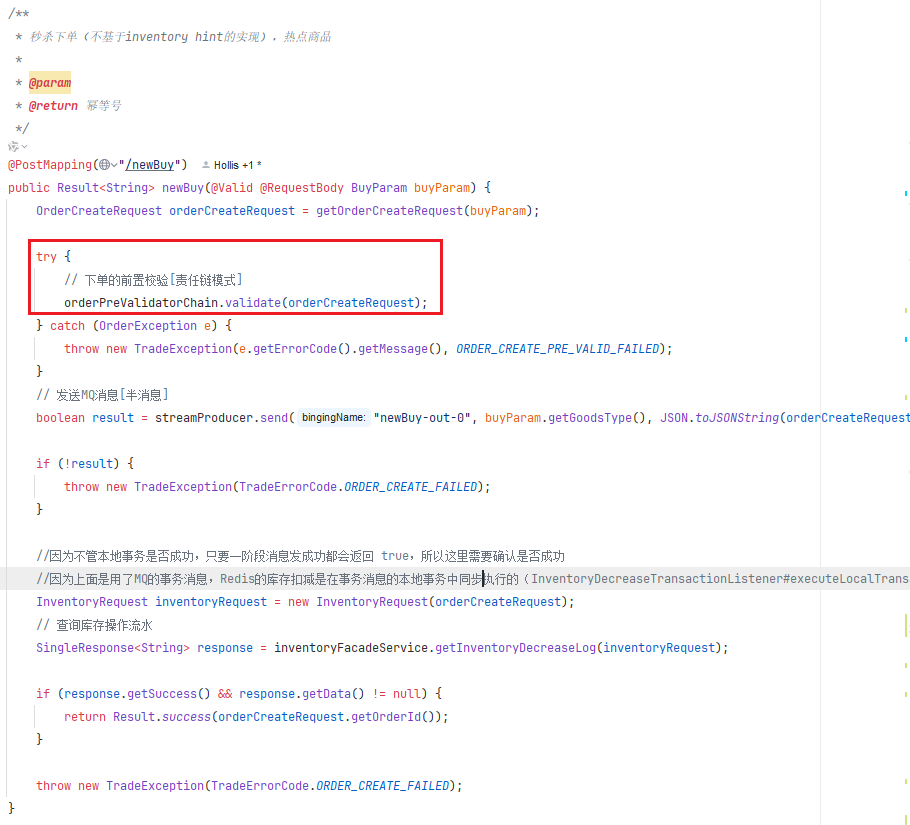 /**
* 秒杀下单（不基于inventory hint的实现），热点商品
*
* @param
* @return 幂等号
*/
@PostMapping("/newBuy") Hollis +1 *
public Result<String> newBuy(@Valid @RequestBody BuyParam buyParam) {
OrderCreateRequest orderCreateRequest = getOrderCreateRequest(buyParam);
try {
// 下单的前置校验[责任链模式]
orderPreValidatorChain.validate(orderCreateRequest);
} catch (OrderException e) {
throw new TradeException(e.getErrorCode().getMessage(), ORDER_CREATE_PRE_VALID_FAILED);
}
// 发送MQ消息[半消息]
boolean result = streamProducer.send( bingingName: "newBuy-out-0", buyParam.getGoodsType(), JSON.toJSONString(orderCreateRequest
if (!result) {
throw new TradeException(TradeErrorCode.ORDER_CREATE_FAILED);
}
//因为不管本地事务是否成功，只要一阶段消息发成功都会返回 true，所以这里需要确认是否成功
//因为上面是用了MQ的事务消息，Redis的库存扣减是在事务消息的本地事务中同步执行的（InventoryDecreaseTransactionListener#executeLocalTransa
InventoryRequest inventoryRequest = new InventoryRequest(orderCreateRequest);
// 查询库存操作流水
SingleResponse<String> response = inventoryFacadeService.getInventoryDecreaseLog(inventoryRequest);
if (response.getSuccess() && response.getData() != null) {
return Result.success(orderCreateRequest.getOrderId());
}
throw new TradeException(TradeErrorCode.ORDER_CREATE_FAILED);
}